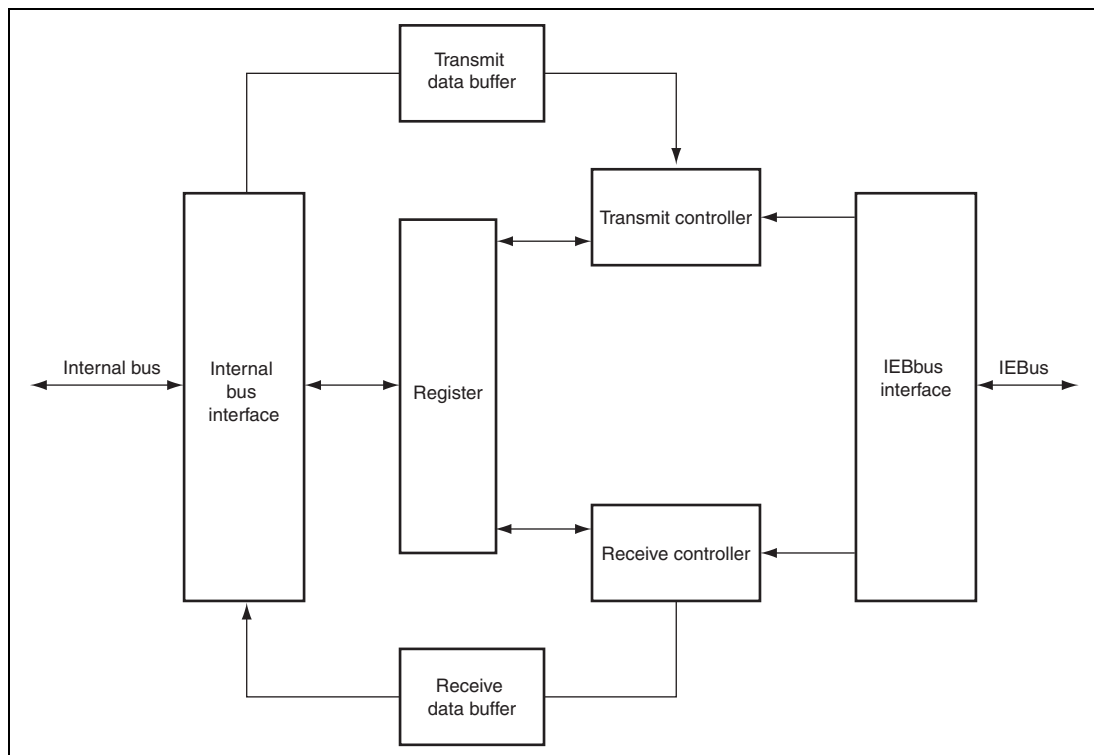 Transmit
data buffer
Transmit controller
Internal bus
Internal
bus
interface
Register
IEBbus
interface
IEBus
Receive controller
Receive
data buffer